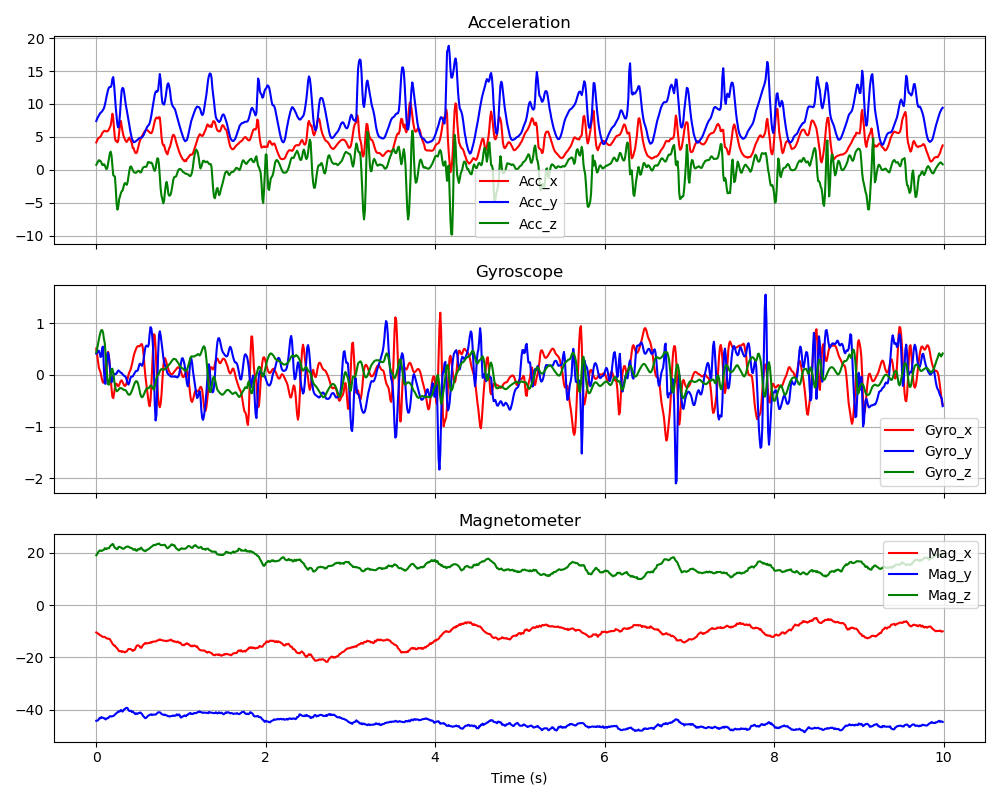 Acceleration
20
15
10
5
0
−5
−10
Acc_x
Acc_y
Acc_z
Gyroscope
1
0
−1
−2
Gyro_x
Gyro_y
Gyro_z
Magnetometer
20
0
−20
−40
Mag_x
Mag_y
Mag_z
0 2 4 6 8 10
Time (s)